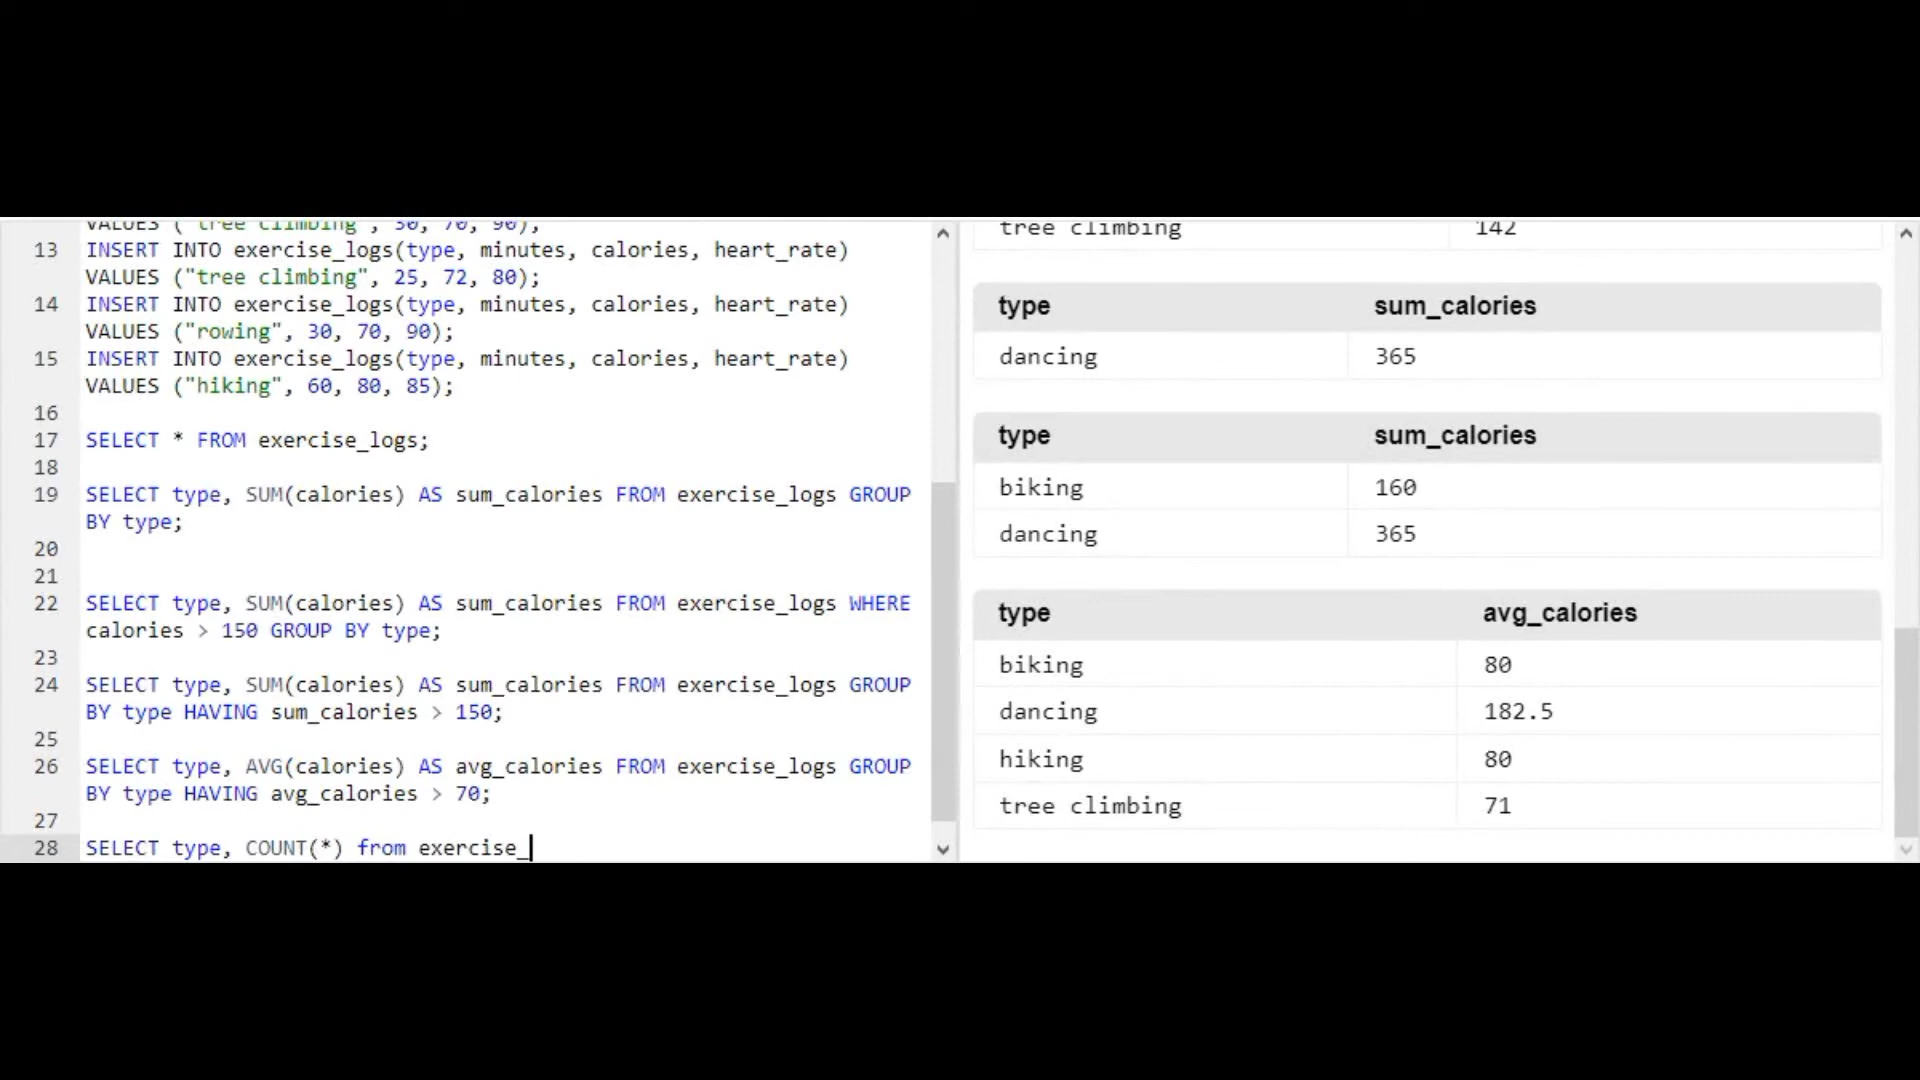 VALUES ("tree climbing", 30, 70, 90);
13 INSERT INTO exercise_logs(type, minutes, calories, heart_rate)
VALUES ("tree climbing", 25, 72, 80);
14 INSERT INTO exercise_logs(type, minutes, calories, heart_rate)
VALUES ("rowing", 30, 70, 90);
15 INSERT INTO exercise_logs(type, minutes, calories, heart_rate)
VALUES ("hiking", 60, 80, 85);
16
17 SELECT * FROM exercise_logs;
18
19 SELECT type, SUM(calories) AS sum_calories FROM exercise_logs GROUP
BY type;
20
21
22 SELECT type, SUM(calories) AS sum_calories FROM exercise_logs WHERE
calories > 150 GROUP BY type;
23
24 SELECT type, SUM(calories) AS sum_calories FROM exercise_logs GROUP
BY type HAVING sum_calories > 150;
25
26 SELECT type, AVG(calories) AS avg_calories FROM exercise_logs GROUP
BY type HAVING avg_calories > 70;
27
28 SELECT type, COUNT(*) from exercise_
tree climbing 142
type sum_calories
dancing 365
type sum_calories
biking 160
dancing 365
type avg_calories
biking 80
dancing 182.5
hiking 80
tree climbing 71